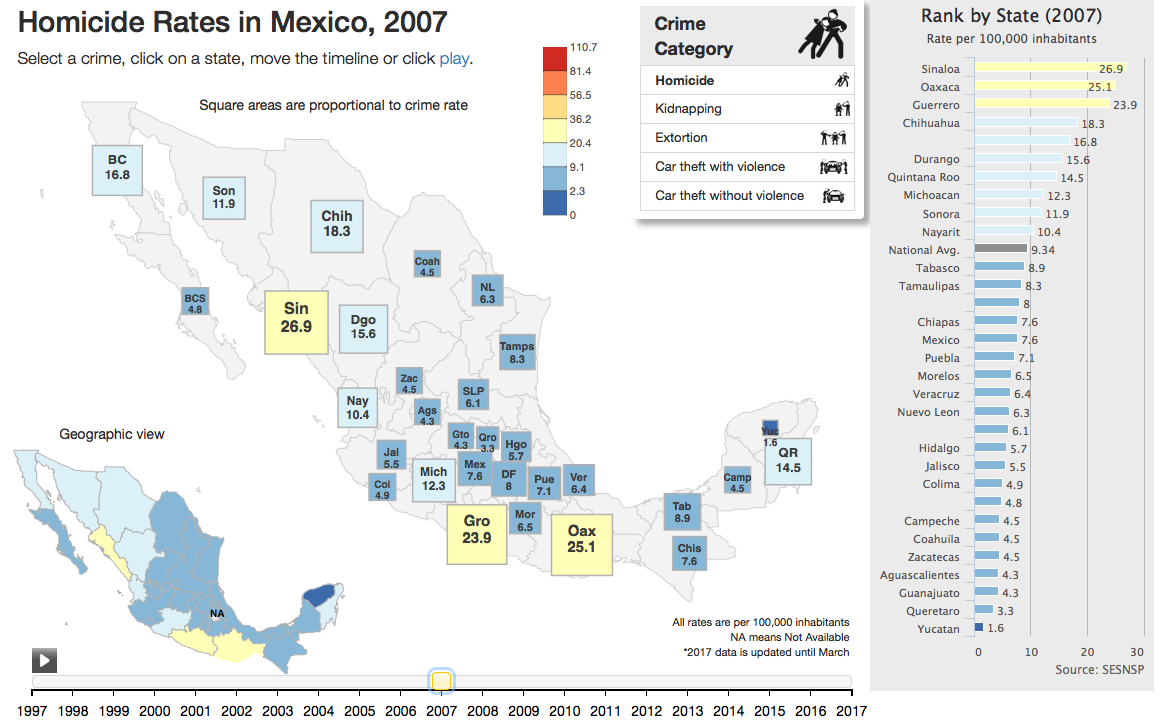 Homicide Rates in Mexico, 2007
Select a crime, click on a state, move the timeline or click play.
Square areas are proportional to crime rate
110.7
81.4
56.5
36.2
20.4
9.1
2.3
0
Crime
Category
Homicide
Kidnapping
Extortion
Car theft with violence
Car theft without violence
BC
16.8
Son
11.9
Chih
18.3
Coah
4.5
NL
6.3
BCS
4.8
Sin
26.9
Dgo
15.6
Tamps
8.3
Zac
4.5
SLP
6.1
Nay
10.4
Ags
4.3
Gto
4.3
Qro
3.3
Hgo
5.7
Jal
5.5
Mich
12.3
Mex
7.6
DF
8
Pue
7.1
Ver
6.4
Col
4.9
Gro
23.9
Mor
6.5
Oax
25.1
Tab
8.9
Chis
7.6
Camp
4.5
Yuc
1.6
QR
14.5
Geographic view
NA
All rates are per 100,000 inhabitants
NA means Not Available
*2017 data is updated until March
1997 1998 1999 2000 2001 2002 2003 2004 2005 2006 2007 2008 2009 2010 2011 2012 2013 2014 2015 2016 2017
Rank by State (2007)
Rate per 100,000 inhabitants
Sinaloa 26.9
Oaxaca 25.1
Guerrero 23.9
Chihuahua 18.3
16.8
Durango 15.6
Quintana Roo 14.5
Michoacan 12.3
Sonora 11.9
Nayarit 10.4
National Avg. 9.34
Tabasco 8.9
Tamaulipas 8.3
8
Chiapas 7.6
Mexico 7.6
Puebla 7.1
Morelos 6.5
Veracruz 6.4
Nuevo Leon 6.3
6.1
Hidalgo 5.7
Jalisco 5.5
Colima 4.9
4.8
Campeche 4.5
Coahuila 4.5
Zacatecas 4.5
Aguascalientes 4.3
Guanajuato 4.3
Queretaro 3.3
Yucatan 1.6
0 10 20 30
Source: SESNSP